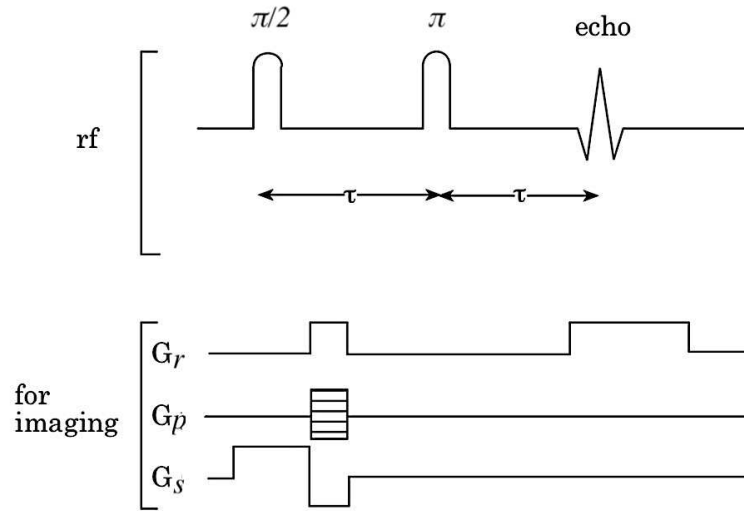 π/2 π echo
rf
τ τ
G_r
for
imaging G_p
G_s